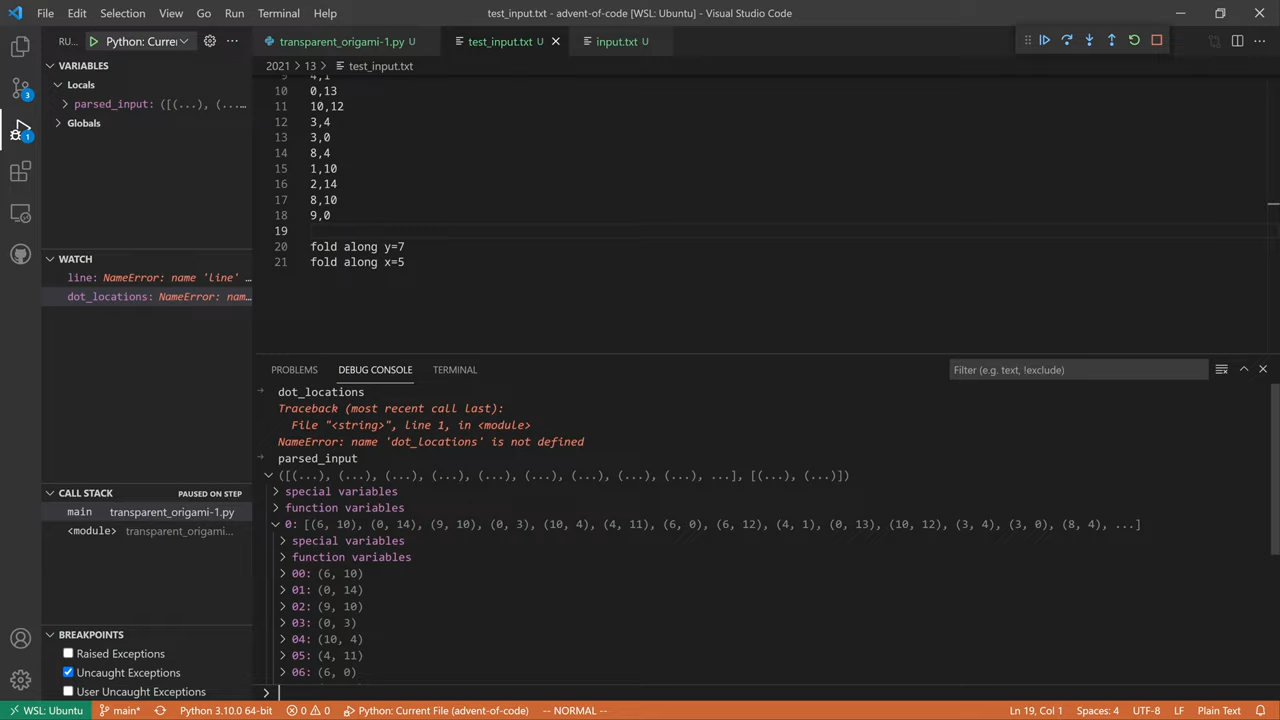 File Edit Selection View Go Run Terminal Help
test_input.txt - advent-of-code [WSL: Ubuntu] - Visual Studio Code
RU... Python: Currer ...
transparent_origami-1.py U
test_input.txt U
input.txt U
2021 > 13 > test_input.txt
VARIABLES
Locals
parsed_input: ([(...), (...…
Globals
9 4,1
10 0,13
11 10,12
12 3,4
13 3,0
14 8,4
15 1,10
16 2,14
17 8,10
18 9,0
19
20 fold along y=7
21 fold along x=5
WATCH
line: NameError: name 'line' …
dot_locations: NameError: nam…
CALL STACK PAUSED ON STEP
main transparent_origami-1.py
<module> transparent_origami...
BREAKPOINTS
Raised Exceptions
Uncaught Exceptions
User Uncaught Exceptions
PROBLEMS DEBUG CONSOLE TERMINAL
Filter (e.g. text, !exclude)
dot_locations
Traceback (most recent call last):
File "<string>", line 1, in <module>
NameError: name 'dot_locations' is not defined
parsed_input
([(...), (...), (...), (...), (...), (...), (...), (...), (...), ...], [(...), (...)])
special variables
function variables
0: [(6, 10), (0, 14), (9, 10), (0, 3), (10, 4), (4, 11), (6, 0), (6, 12), (4, 1), (0, 13), (10, 12), (3, 4), (3, 0), (8, 4), ...]
special variables
function variables
00: (6, 10)
01: (0, 14)
02: (9, 10)
03: (0, 3)
04: (10, 4)
05: (4, 11)
06: (6, 0)
>
3
1
WSL: Ubuntu main* Python 3.10.0 64-bit 0 0 Python: Current File (advent-of-code) -- NORMAL -- Ln 19, Col 1 Spaces: 4 UTF-8 LF Plain Text